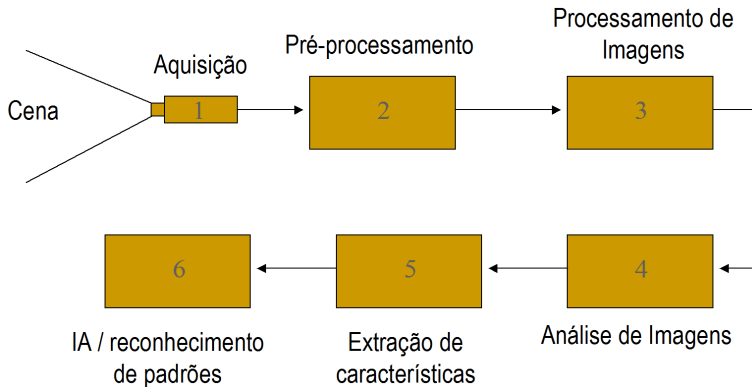 Processamento de
Imagens
Pré-processamento
Aquisição
Cena
1
2
3
6
5
4
IA / reconhecimento
de padrões
Extração de
características
Análise de Imagens